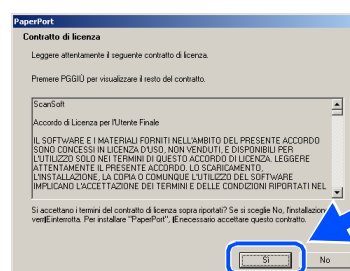 PaperPort
Contratto di licenza
Leggere attentamente il seguente contratto di licenza.
Premere PGGIÙ per visualizzare il resto del contratto.
ScanSoft
Accordo di Licenza per l'Utente Finale
IL SOFTWARE E I MATERIALI FORNITI NELL'AMBITO DEL PRESENTE ACCORDO
SONO CONCESSI IN LICENZA D'USO, NON VENDUTI, E DISPONIBILI PER
L'UTILIZZO SOLO NEI TERMINI DI QUESTO ACCORDO DI LICENZA. LEGGERE
ATTENTAMENTE IL PRESENTE ACCORDO. LO SCARICAMENTO,
L'INSTALLAZIONE, LA COPIA O COMUNQUE L'UTILIZZO DEL SOFTWARE
IMPLICANO L'ACCETTAZIONE DEI TERMINI E DELLE CONDIZIONI RIPORTATI NEL
Si accettano i termini del contratto di licenza sopra riportati? Se si sceglie No, l'installazione
verrEinterrotta. Per installare "PaperPort", Enecessario accettare questo contratto.
Sì
No